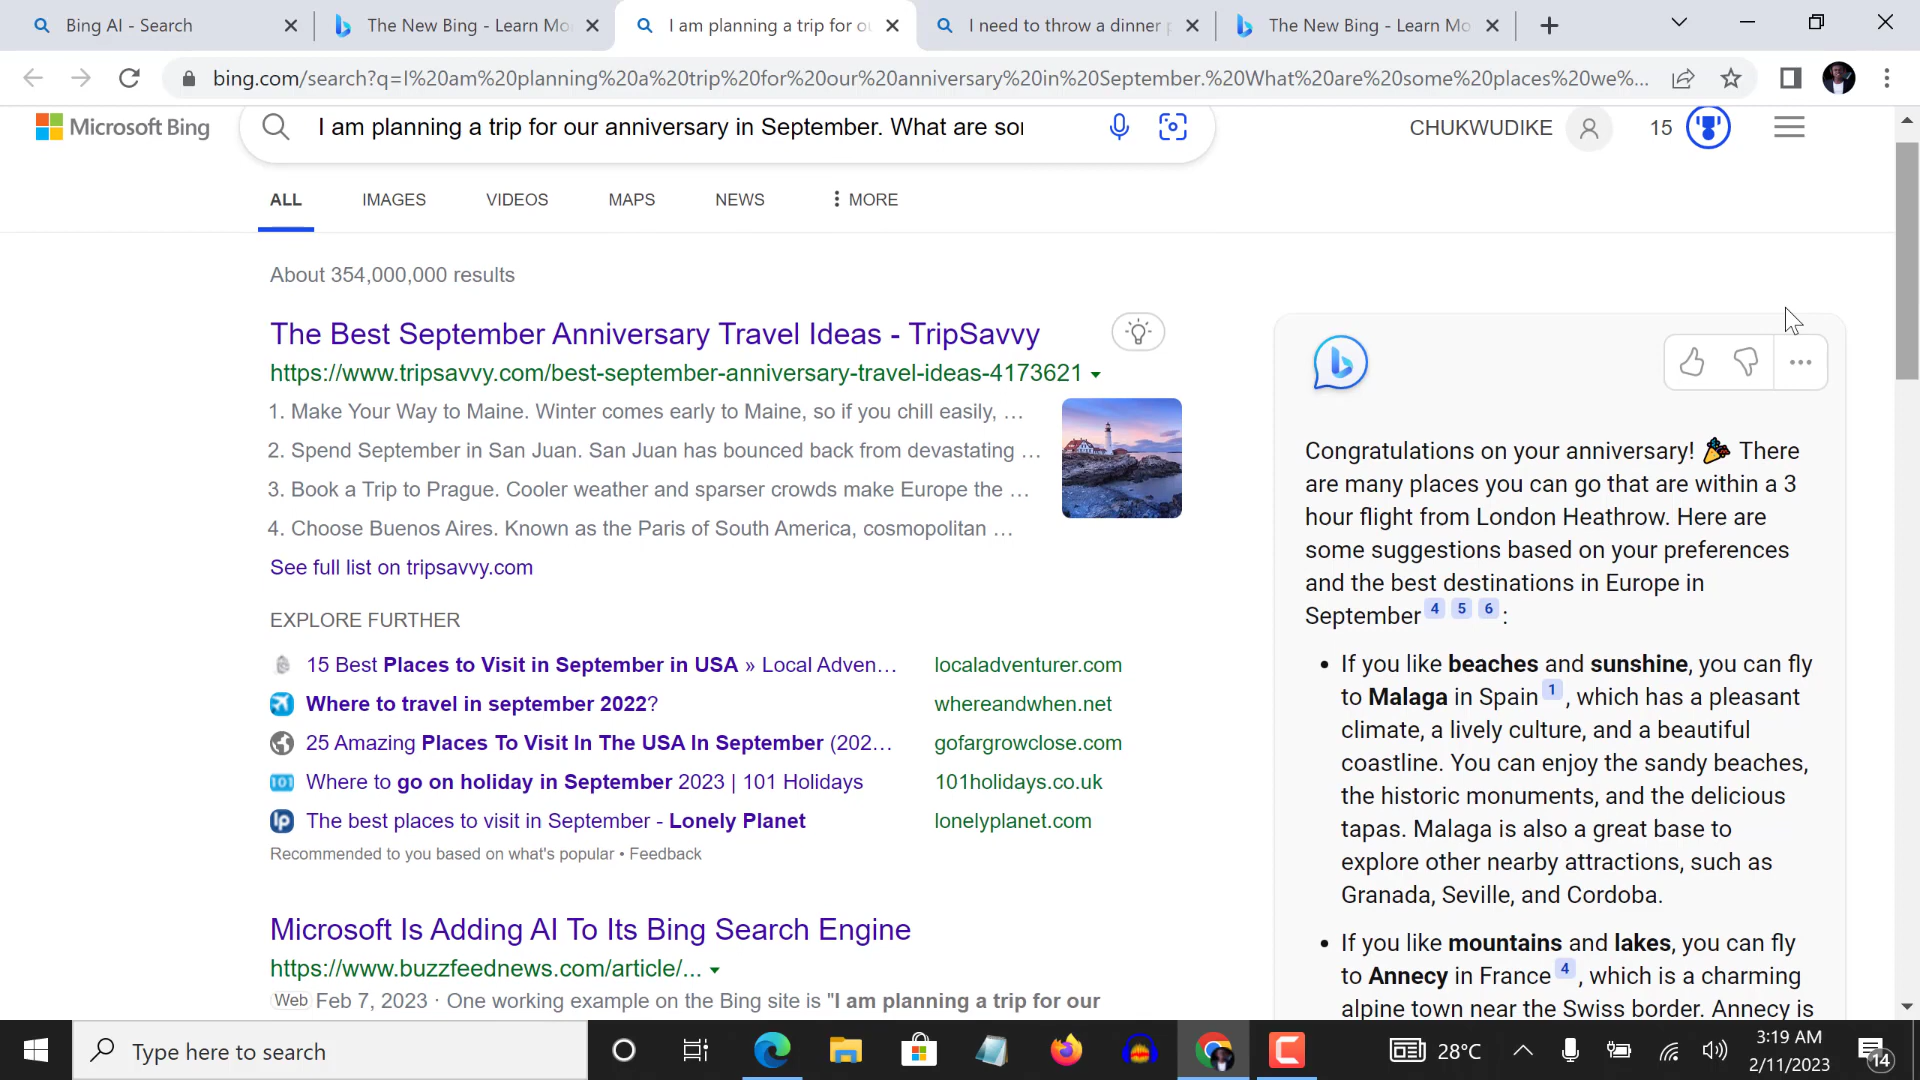 Bing AI - Search
The New Bing - Learn Mo
I am planning a trip for o
I need to throw a dinner
The New Bing - Learn Mo
bing.com/search?q=I%20am%20planning%20a%20trip%20for%20our%20anniversary%20in%20September.%20What%20are%20some%20places%20we%...
Microsoft Bing
I am planning a trip for our anniversary in September. What are so
CHUKWUDIKE
15
ALL
IMAGES
VIDEOS
MAPS
NEWS
MORE
About 354,000,000 results
The Best September Anniversary Travel Ideas - TripSavvy
https://www.tripsavvy.com/best-september-anniversary-travel-ideas-4173621
1. Make Your Way to Maine. Winter comes early to Maine, so if you chill easily, …
2. Spend September in San Juan. San Juan has bounced back from devastating …
3. Book a Trip to Prague. Cooler weather and sparser crowds make Europe the …
4. Choose Buenos Aires. Known as the Paris of South America, cosmopolitan …
See full list on tripsavvy.com
EXPLORE FURTHER
15 Best Places to Visit in September in USA » Local Adven… localadventurer.com
Where to travel in september 2022? whereandwhen.net
25 Amazing Places To Visit In The USA In September (202… gofargrowclose.com
101 Where to go on holiday in September 2023 | 101 Holidays 101holidays.co.uk
lp The best places to visit in September - Lonely Planet lonelyplanet.com
Recommended to you based on what's popular • Feedback
Microsoft Is Adding AI To Its Bing Search Engine
https://www.buzzfeednews.com/article/...
Web Feb 7, 2023 · One working example on the Bing site is "I am planning a trip for our
Congratulations on your anniversary! 🎉 There
are many places you can go that are within a 3
hour flight from London Heathrow. Here are
some suggestions based on your preferences
and the best destinations in Europe in
September 4 5 6 :
• If you like beaches and sunshine, you can fly
to Malaga in Spain 1 , which has a pleasant
climate, a lively culture, and a beautiful
coastline. You can enjoy the sandy beaches,
the historic monuments, and the delicious
tapas. Malaga is also a great base to
explore other nearby attractions, such as
Granada, Seville, and Cordoba.
• If you like mountains and lakes, you can fly
to Annecy in France 4 , which is a charming
alpine town near the Swiss border. Annecy is
Type here to search
28°C
3:19 AM
2/11/2023
14